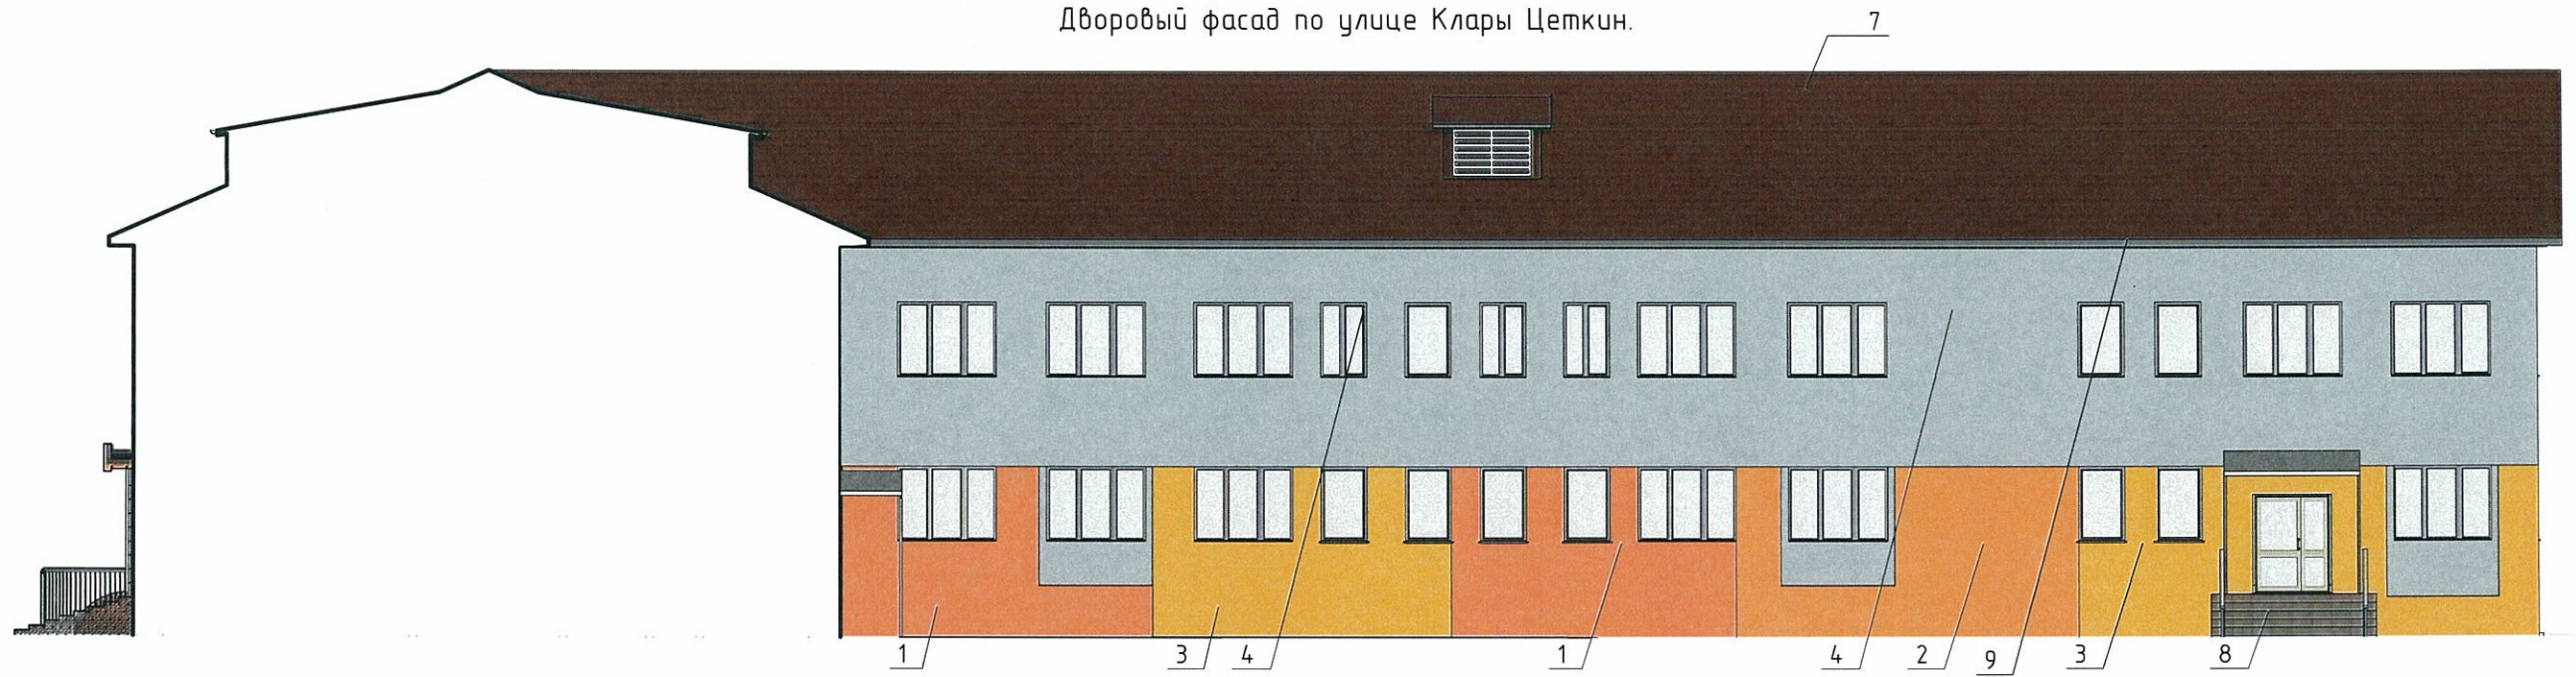 Дворовый фасад по улице Клары Цеткин.
7
1 3 4 1 4 2 9 3 8